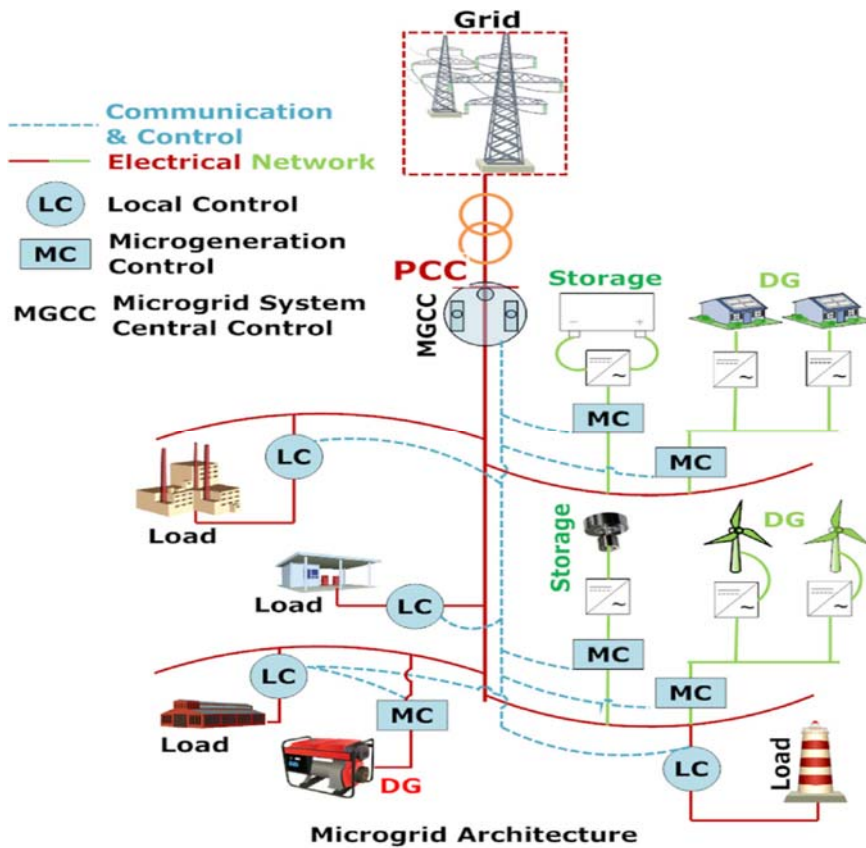 Grid
Communication
& Control
Electrical Network
LC Local Control
MC Microgeneration
Control
MGCC Microgrid System
Central Control
PCC
MGCC
Storage
DG
− +
~
~
~
MC
MC
LC
Load
Storage
DG
~
~
~
Load
LC
MC
MC
LC
Load
MC
DG
LC
Load
Microgrid Architecture